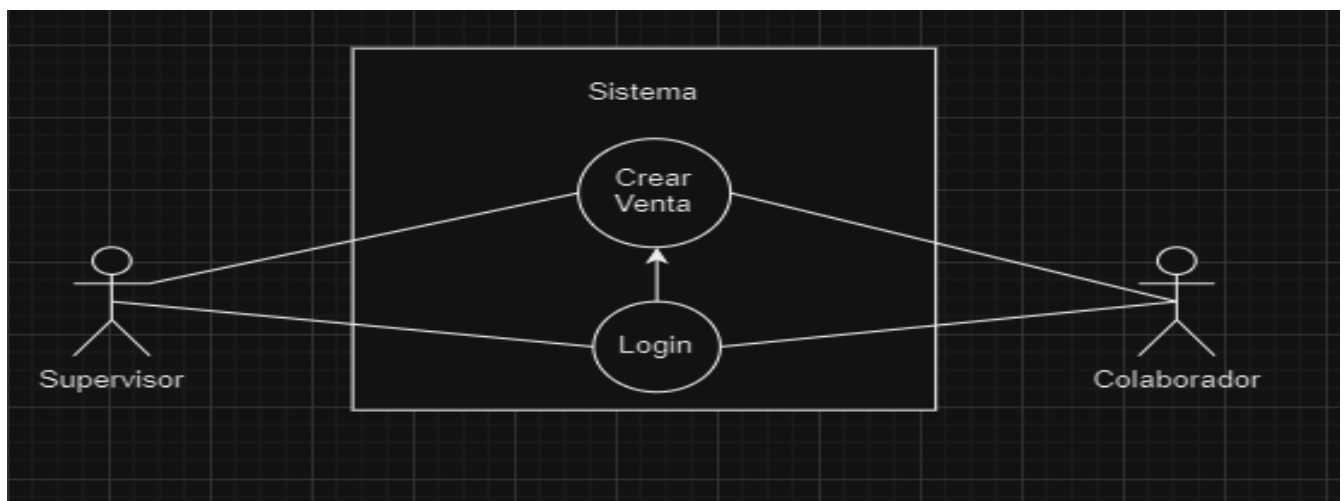 Sistema
Crear
Venta
Login
Supervisor
Colaborador